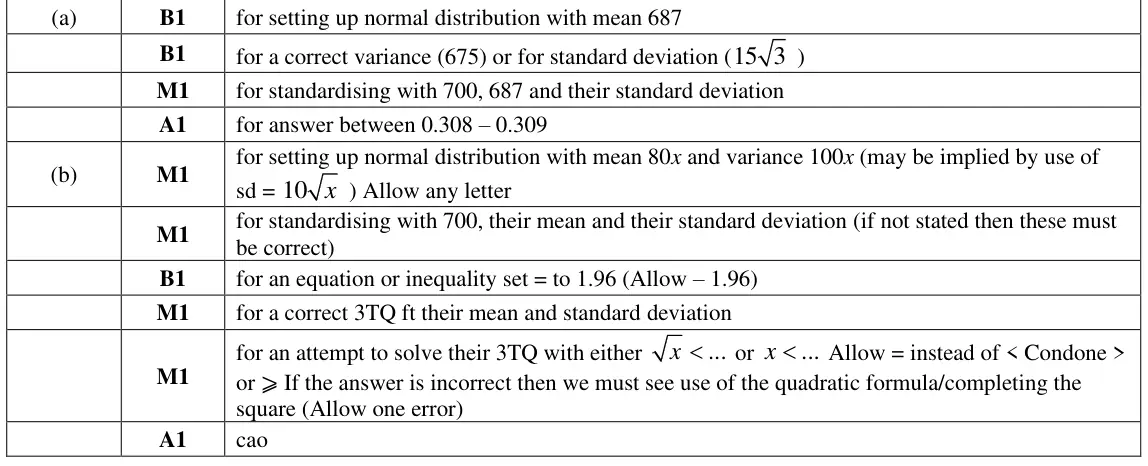 (a) B1 for setting up normal distribution with mean 687
B1 for a correct variance (675) or for standard deviation (15√3 )
M1 for standardising with 700, 687 and their standard deviation
A1 for answer between 0.308 – 0.309
(b) M1 for setting up normal distribution with mean 80x and variance 100x (may be implied by use of
sd = 10√x ) Allow any letter
M1 for standardising with 700, their mean and their standard deviation (if not stated then these must
be correct)
B1 for an equation or inequality set = to 1.96 (Allow – 1.96)
M1 for a correct 3TQ ft their mean and standard deviation
M1 for an attempt to solve their 3TQ with either √x < ... or x < ... Allow = instead of < Condone >
or ⩾ If the answer is incorrect then we must see use of the quadratic formula/completing the
square (Allow one error)
A1 cao